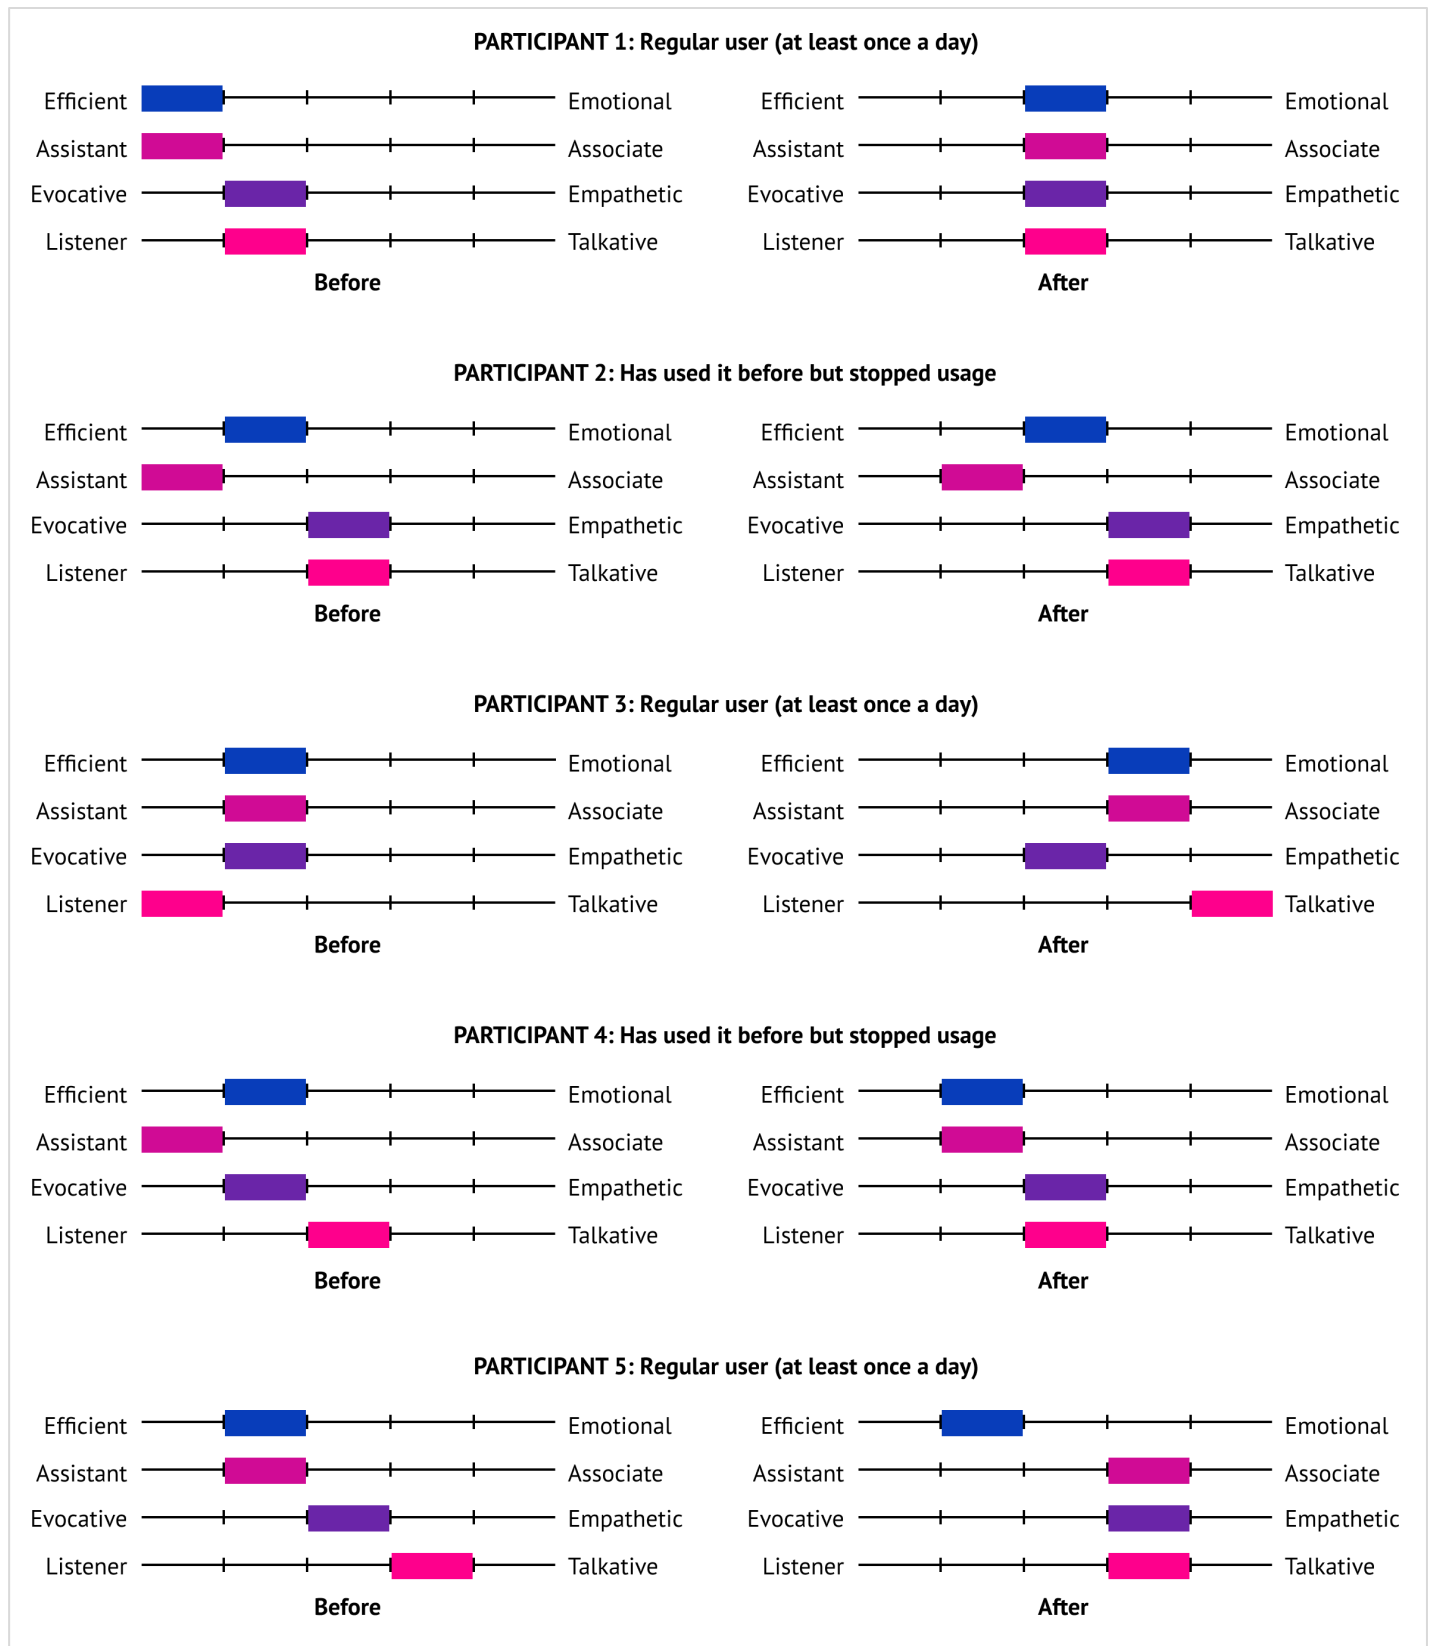 PARTICIPANT 1: Regular user (at least once a day)
Efficient Emotional Efficient Emotional
Assistant Associate Assistant Associate
Evocative Empathetic Evocative Empathetic
Listener Talkative Listener Talkative
Before After
PARTICIPANT 2: Has used it before but stopped usage
Efficient Emotional Efficient Emotional
Assistant Associate Assistant Associate
Evocative Empathetic Evocative Empathetic
Listener Talkative Listener Talkative
Before After
PARTICIPANT 3: Regular user (at least once a day)
Efficient Emotional Efficient Emotional
Assistant Associate Assistant Associate
Evocative Empathetic Evocative Empathetic
Listener Talkative Listener Talkative
Before After
PARTICIPANT 4: Has used it before but stopped usage
Efficient Emotional Efficient Emotional
Assistant Associate Assistant Associate
Evocative Empathetic Evocative Empathetic
Listener Talkative Listener Talkative
Before After
PARTICIPANT 5: Regular user (at least once a day)
Efficient Emotional Efficient Emotional
Assistant Associate Assistant Associate
Evocative Empathetic Evocative Empathetic
Listener Talkative Listener Talkative
Before After